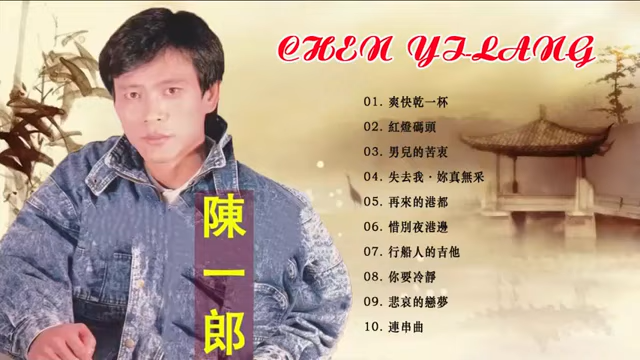 CHEN YI-LANG
01. 爽快乾一杯
02. 紅燈碼頭
03. 男兒的苦衷
04. 失去我·妳真無采
05. 再來的港都
06. 惜別夜港邊
07. 行船人的吉他
08. 你要冷靜
09. 悲哀的戀夢
10. 連串曲
陳一郎